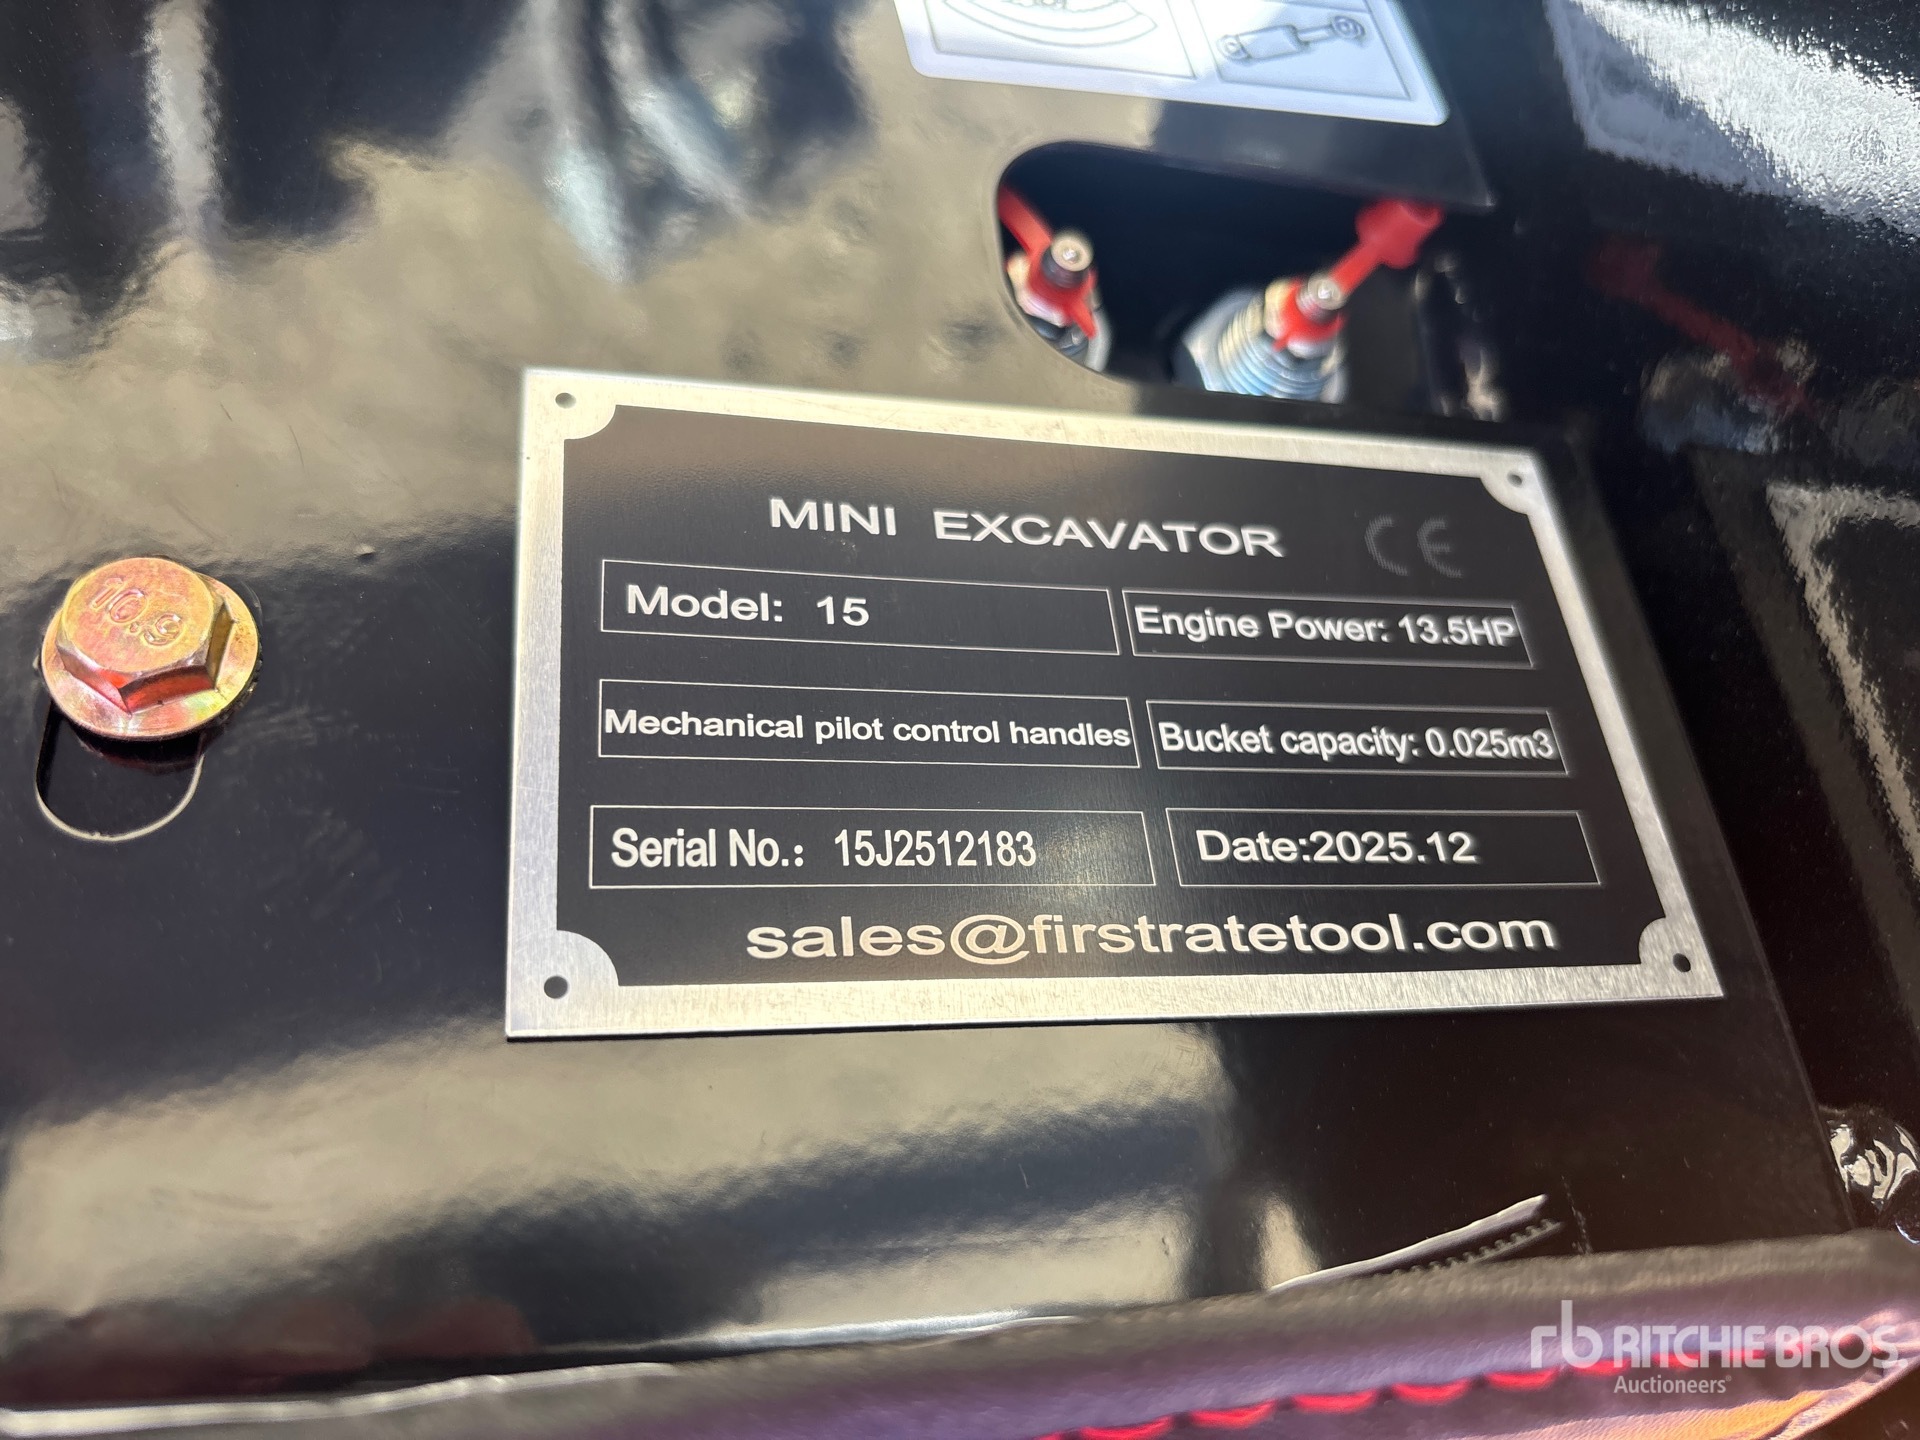 MINI EXCAVATOR CE
Model: 15
Engine Power: 13.5HP
Mechanical pilot control handles
Bucket capacity: 0.025m3
Serial No.: 15J2512183
Date:2025.12
sales@firstratetool.com
10.9
rb RITCHIE BROS
Auctioneers